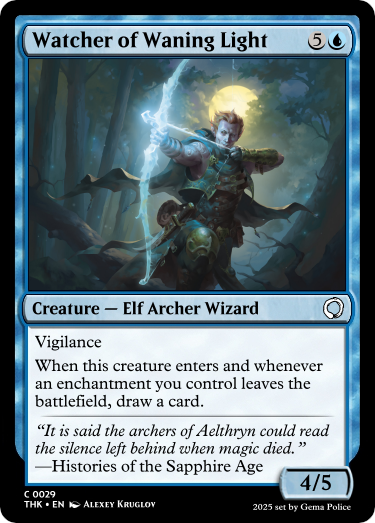 Watcher of Waning Light 5
Creature — Elf Archer Wizard
Vigilance
When this creature enters and whenever
an enchantment you control leaves the
battlefield, draw a card.
“It is said the archers of Aelthryn could read
the silence left behind when magic died.”
—Histories of the Sapphire Age
4/5
C 0029
THK • EN Alexey Kruglov
2025 set by Gema Police